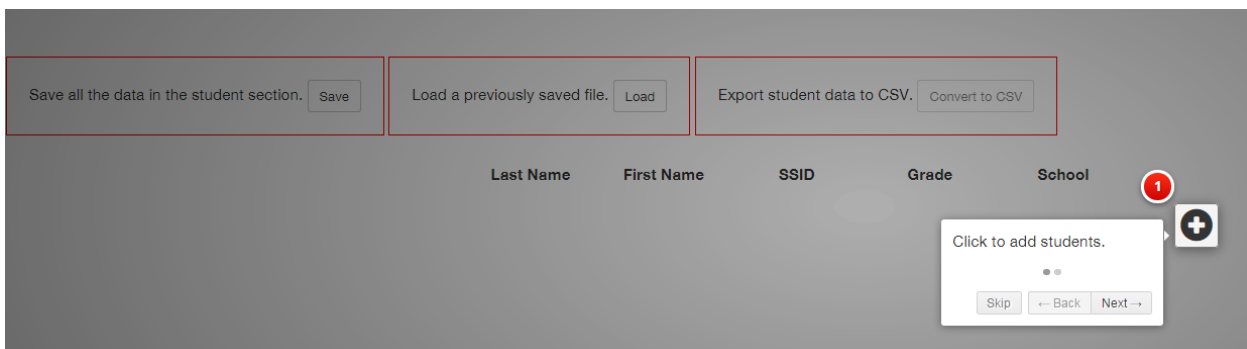 Save all the data in the student section. Save
Load a previously saved file. Load
Export student data to CSV. Convert to CSV
Last Name First Name SSID Grade School
1
Click to add students.
Skip ← Back Next →